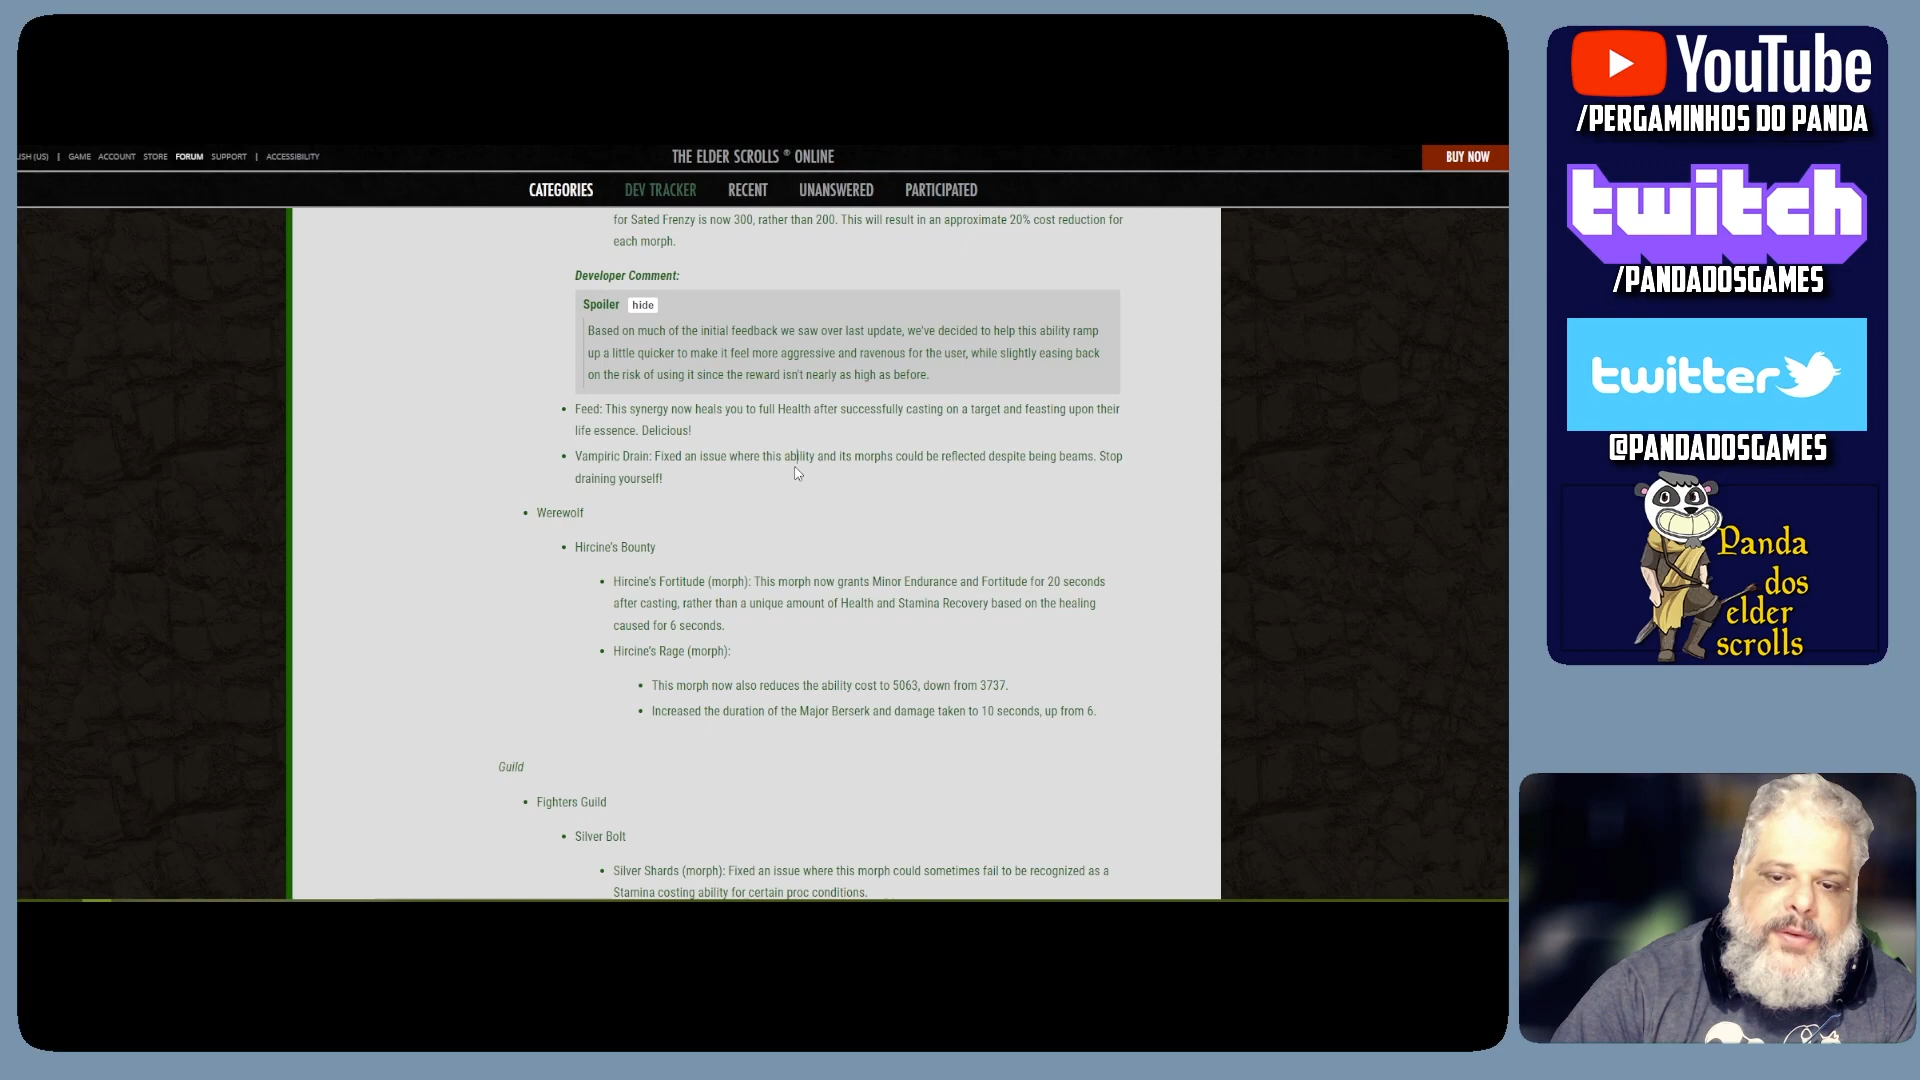 JSH (US) | GAME ACCOUNT STORE FORUM SUPPORT | ACCESSIBILITY
THE ELDER SCROLLS ® ONLINE
BUY NOW
CATEGORIES DEV TRACKER RECENT UNANSWERED PARTICIPATED
for Sated Frenzy is now 300, rather than 200. This will result in an approximate 20% cost reduction for
each morph.
Developer Comment:
Spoiler hide
Based on much of the initial feedback we saw over last update, we've decided to help this ability ramp
up a little quicker to make it feel more aggressive and ravenous for the user, while slightly easing back
on the risk of using it since the reward isn't nearly as high as before.
• Feed: This synergy now heals you to full Health after successfully casting on a target and feasting upon their
life essence. Delicious!
• Vampiric Drain: Fixed an issue where this ability and its morphs could be reflected despite being beams. Stop
draining yourself!
• Werewolf
• Hircine's Bounty
• Hircine's Fortitude (morph): This morph now grants Minor Endurance and Fortitude for 20 seconds
after casting, rather than a unique amount of Health and Stamina Recovery based on the healing
caused for 6 seconds.
• Hircine's Rage (morph):
• This morph now also reduces the ability cost to 5063, down from 3737.
• Increased the duration of the Major Berserk and damage taken to 10 seconds, up from 6.
Guild
• Fighters Guild
• Silver Bolt
• Silver Shards (morph): Fixed an issue where this morph could sometimes fail to be recognized as a
Stamina costing ability for certain proc conditions.
YouTube
/PERGAMINHOS DO PANDA
twitch
/PANDADOSGAMES
twitter
@PANDADOSGAMES
Panda
dos
elder
scrolls